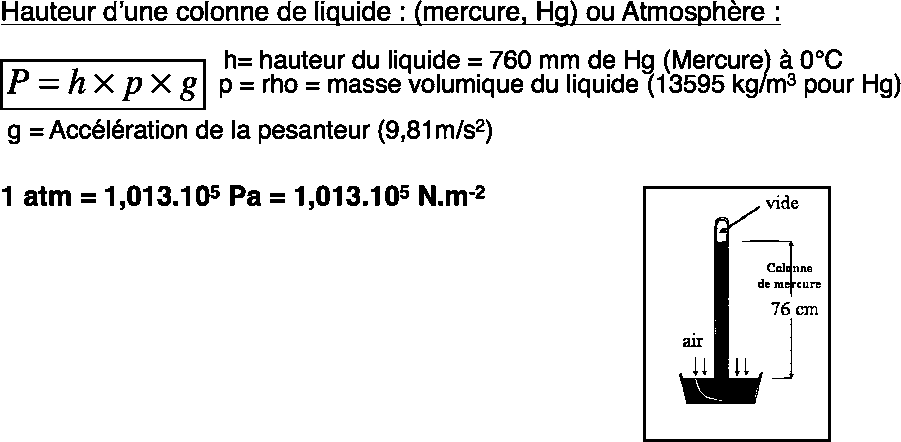 Hauteur d'une colonne de liquide : (mercure, Hg) ou Atmosphère :
h= hauteur du liquide = 760 mm de Hg (Mercure) à 0°C
P = h × p × g
p = rho = masse volumique du liquide (13595 kg/m³ pour Hg)
g = Accélération de la pesanteur (9,81m/s²)
1 atm = 1,013.10⁵ Pa = 1,013.10⁵ N.m⁻²
vide
Colonne
de mercure
76 cm
air